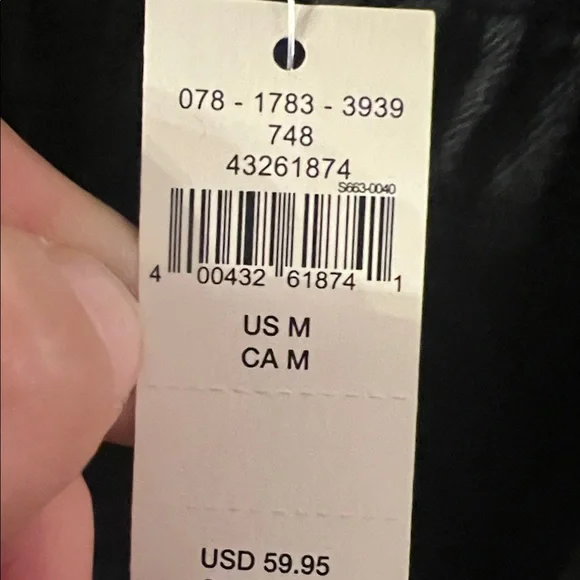 078 - 1783 - 3939
748
43261874
S663-0040
4 00432 61874 1
US M
CA M
USD 59.95